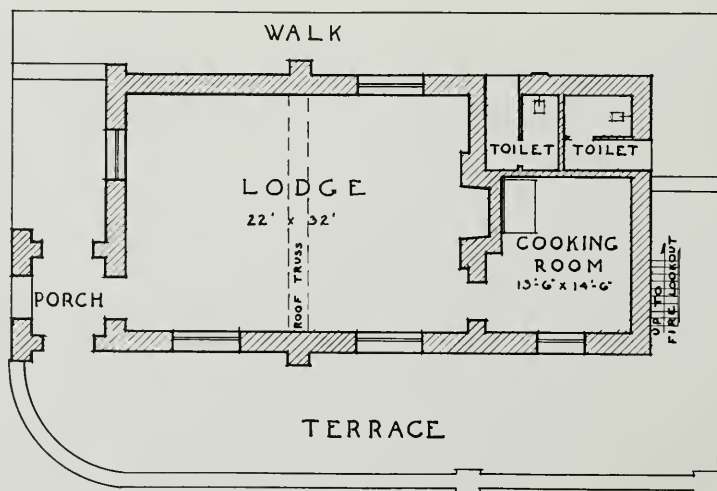 WALK
TOILET
TOILET
LODGE
22' x 32'
ROOF TRUSS
COOKING
ROOM
13'-6" x 14'-6"
PORCH
UP TO
FIRE LOOKOUT
TERRACE